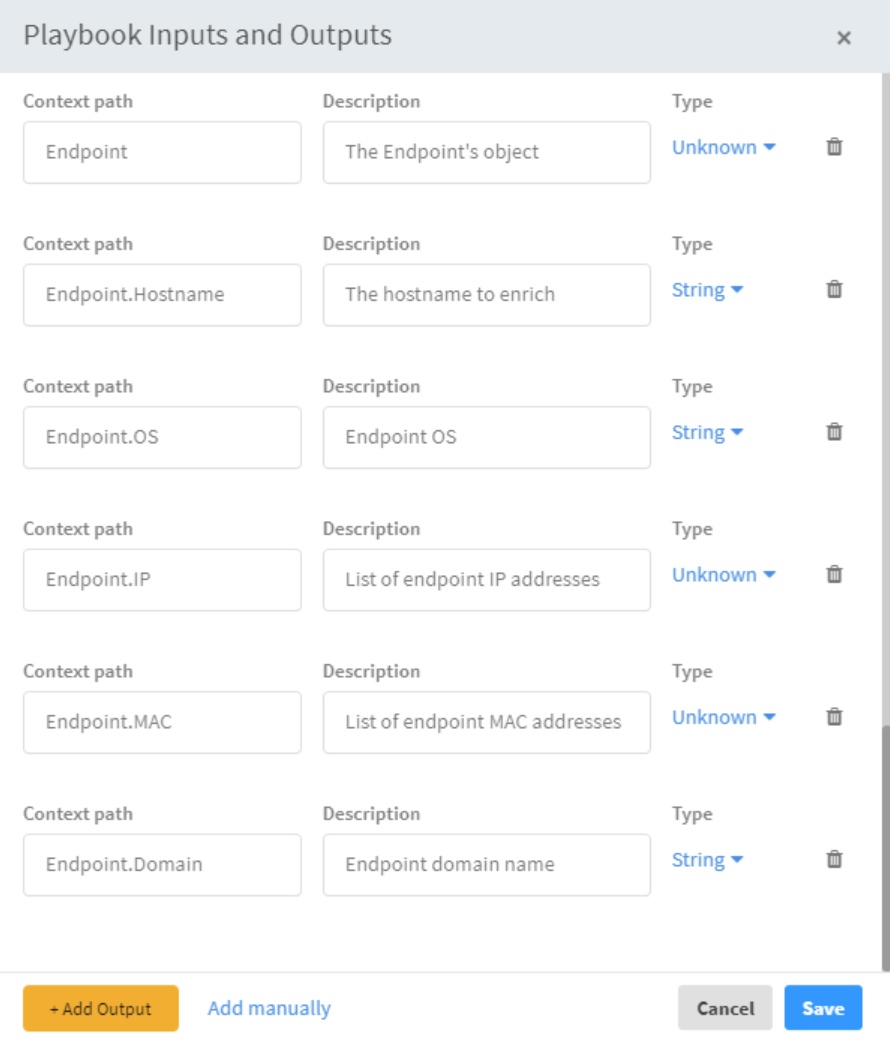 Playbook Inputs and Outputs ×
Context path Description Type
Endpoint The Endpoint's object Unknown
Context path Description Type
Endpoint.Hostname The hostname to enrich String
Context path Description Type
Endpoint.OS Endpoint OS String
Context path Description Type
Endpoint.IP List of endpoint IP addresses Unknown
Context path Description Type
Endpoint.MAC List of endpoint MAC addresses Unknown
Context path Description Type
Endpoint.Domain Endpoint domain name String
+ Add Output Add manually Cancel Save